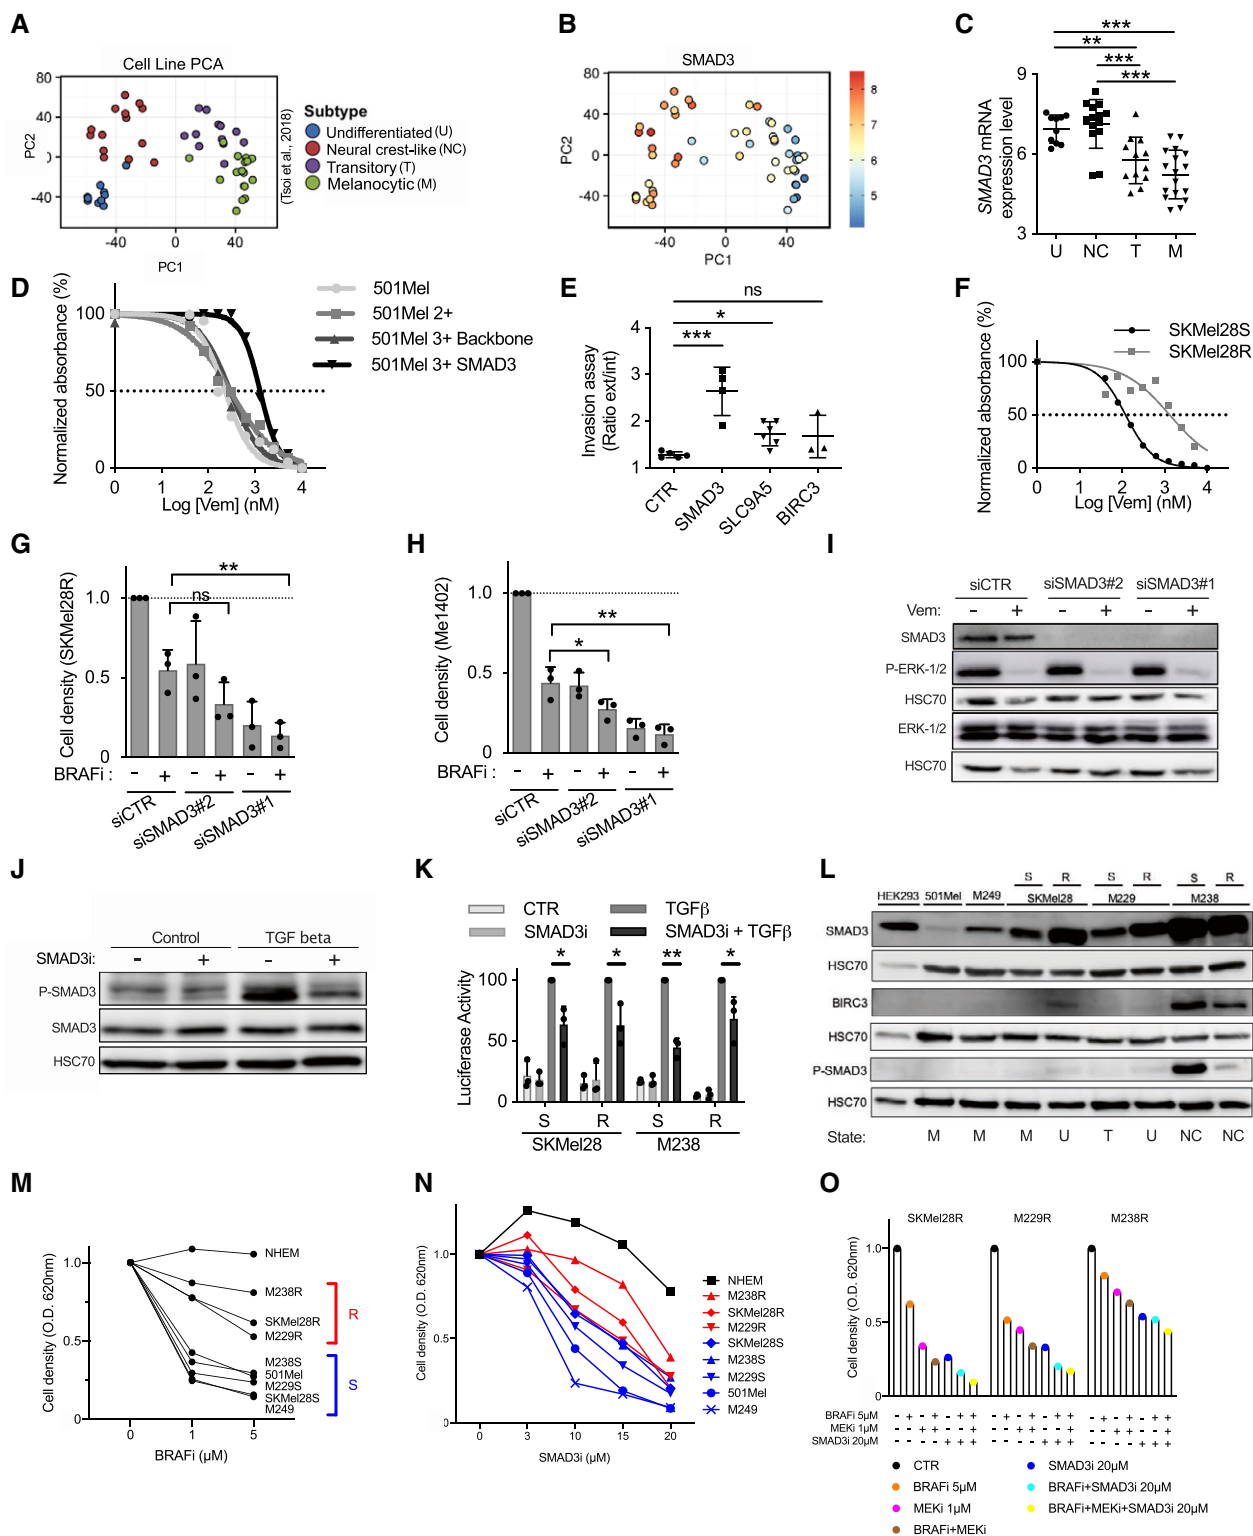 A
Cell Line PCA
80
40
0
-40
PC2
-40
0
40
PC1
Subtype
Undifferentiated (U)
Neural crest-like (NC)
Transitory (T)
Melanocytic (M)
(Tsoi et al., 2018)
B
SMAD3
80
40
0
-40
PC2
-40
0
40
PC1
8
7
6
5
C
***
**
***
***
9
6
3
SMAD3 mRNA
expression level
U
NC
T
M
D
Normalized absorbance (%)
100
50
0
0
1
2
3
4
Log [Vem] (nM)
501Mel
501Mel 2+
501Mel 3+ Backbone
501Mel 3+ SMAD3
E
ns
*
***
4
3
2
1
Invasion assay
(Ratio ext/int)
CTR
SMAD3
SLC9A5
BIRC3
F
SKMel28S
SKMel28R
Normalized absorbance (%)
100
50
0
0
1
2
3
4
Log [Vem] (nM)
G
**
ns
1.0
0.5
0
Cell density (SKMel28R)
BRAFi :
- + - + - +
siCTR
siSMAD3#2
siSMAD3#1
H
**
*
1.0
0.5
0
Cell density (Me1402)
BRAFi :
- + - + - +
siCTR
siSMAD3#2
siSMAD3#1
I
siCTR
siSMAD3#2
siSMAD3#1
Vem:
- + - + - +
SMAD3
P-ERK-1/2
HSC70
ERK-1/2
HSC70
J
Control
TGF beta
SMAD3i:
- + - +
P-SMAD3
SMAD3
HSC70
K
CTR
SMAD3i
TGFβ
SMAD3i + TGFβ
* * ** *
100
50
0
Luciferase Activity
S
R
S
R
SKMel28
M238
L
S R S R S R
HEK293 501Mel M249 SKMel28 M229 M238
SMAD3
HSC70
BIRC3
HSC70
P-SMAD3
HSC70
State:
M M M U T U NC NC
M
Cell density (O.D. 620nm)
1.0
0.5
0
0
1
5
BRAFi (µM)
NHEM
M238R
SKMel28R
M229R
M238S
501Mel
M229S
SKMel28S
M249
R
S
N
Cell density (O.D. 620nm)
1.0
0.5
0
0
3
10
15
20
SMAD3i (µM)
NHEM
M238R
SKMel28R
M229R
SKMel28S
M238S
M229S
501Mel
M249
O
SKMel28R
M229R
M238R
Cell density (O.D. 620nm)
1.0
0.5
0
BRAFi 5µM - + - + - + + - + - + - + + - + - + - + +
MEKi 1µM - - + + - - + - - + + - - + - - + + - - +
SMAD3i 20µM - - - - + + + - - - - + + + - - - - + + +
CTR
BRAFi 5µM
MEKi 1µM
BRAFi+MEKi
SMAD3i 20µM
BRAFi+SMAD3i 20µM
BRAFi+MEKi+SMAD3i 20µM